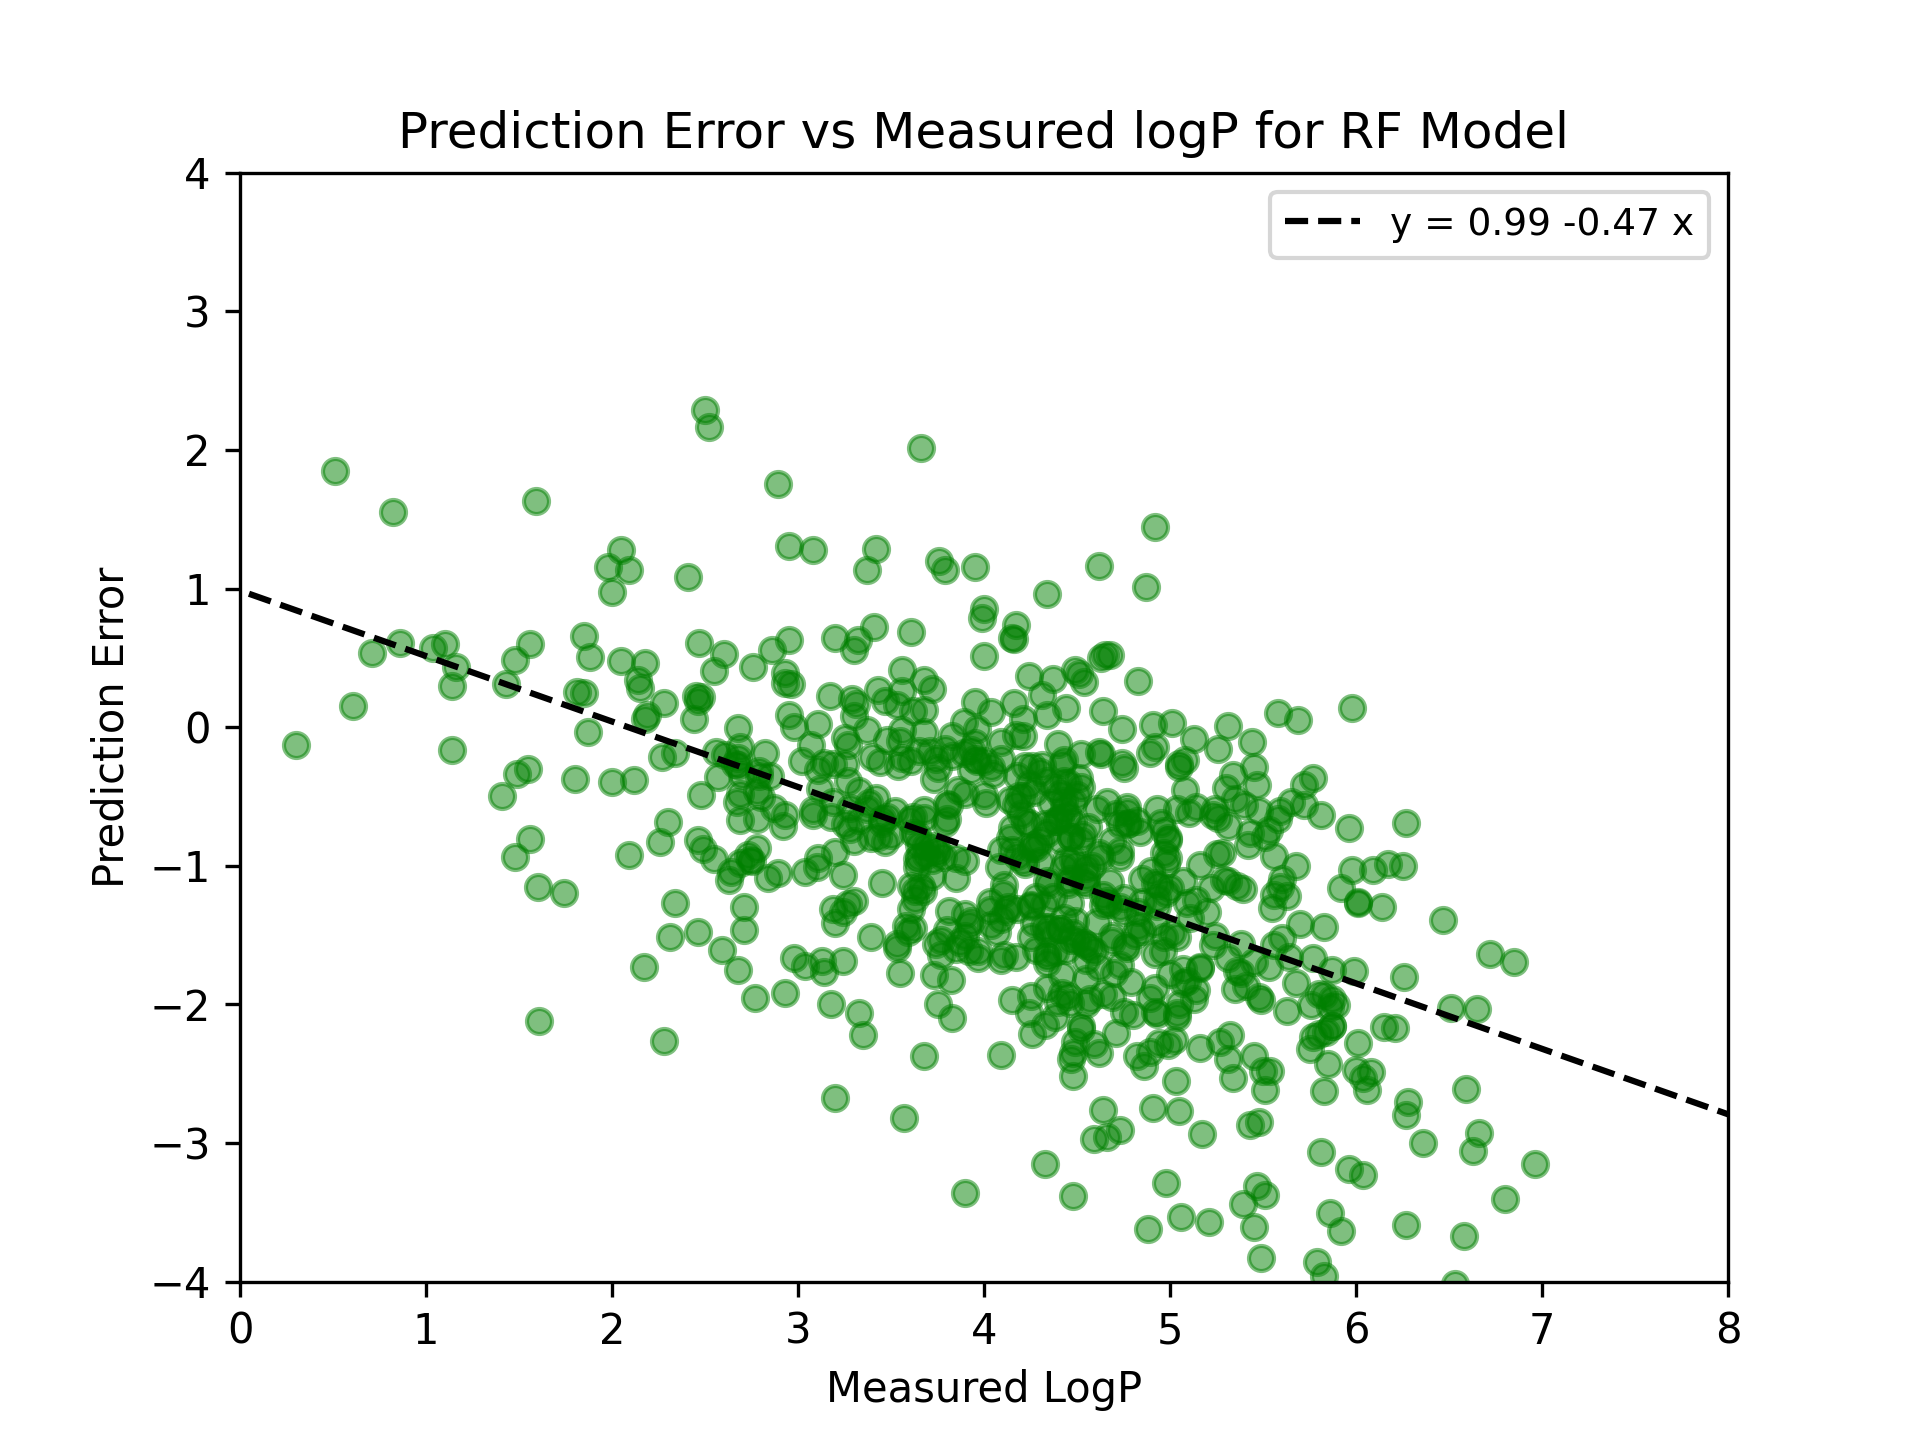 Prediction Error vs Measured logP for RF Model
y = 0.99 -0.47 x
4
3
2
1
0
−1
−2
−3
−4
Prediction Error
0 1 2 3 4 5 6 7 8
Measured LogP